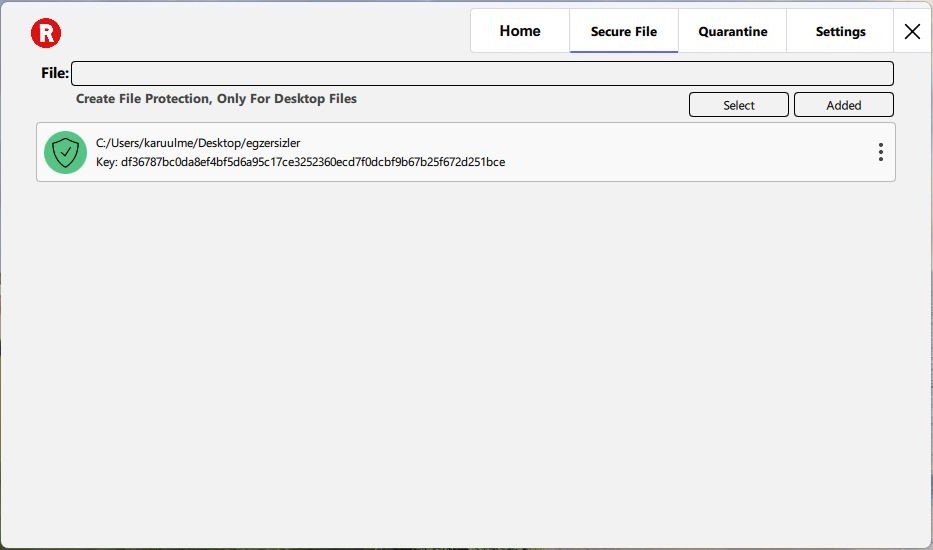 R
Home
Secure File
Quarantine
Settings
File:
Create File Protection, Only For Desktop Files
Select
Added
C:/Users/karuulme/Desktop/egzersizler
Key: df36787bc0da8ef4bf5d6a95c17ce3252360ecd7f0dcbf9b67b25f672d251bce